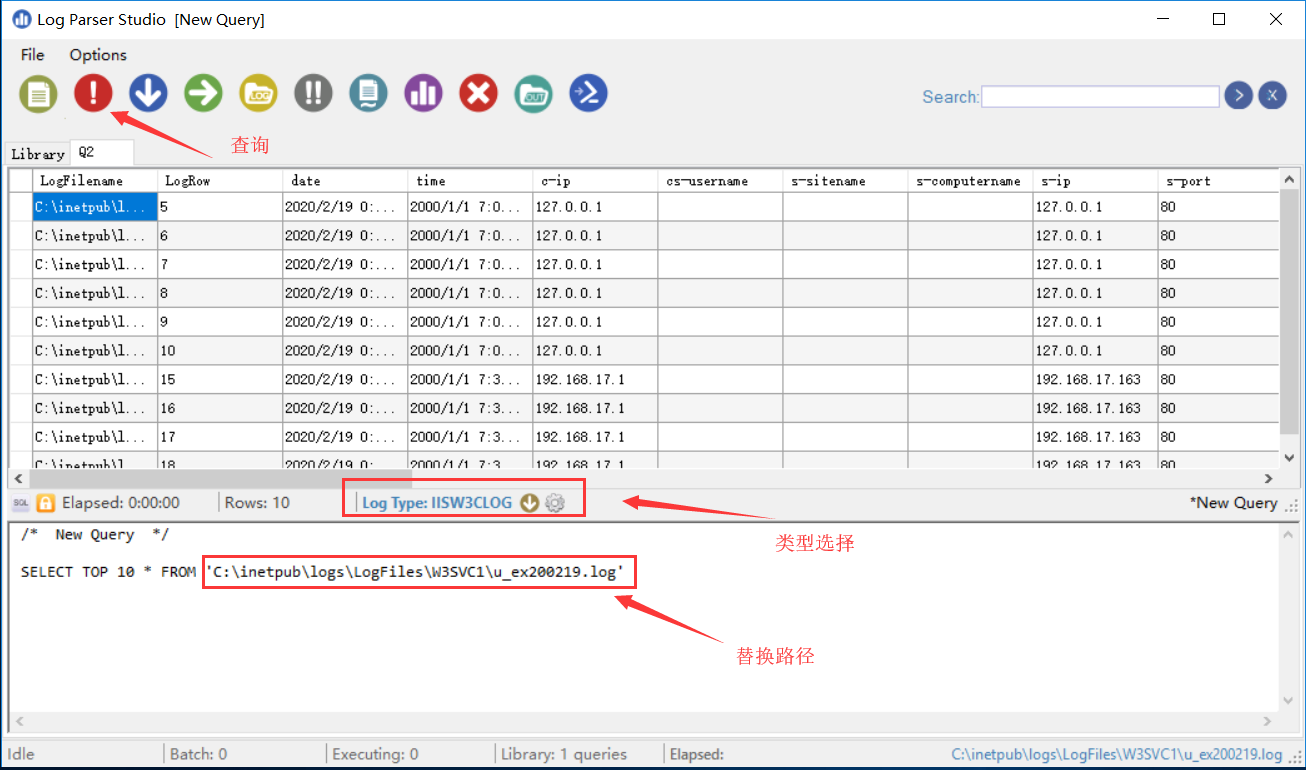 Log Parser Studio [New Query]
File Options
LOG OUT
Search:
查询
Library Q2
LogFilename LogRow date time c-ip cs-username s-sitename s-computername s-ip s-port
C:\inetpub\l... 5 2020/2/19 0:... 2000/1/1 7:0... 127.0.0.1 127.0.0.1 80
C:\inetpub\l... 6 2020/2/19 0:... 2000/1/1 7:0... 127.0.0.1 127.0.0.1 80
C:\inetpub\l... 7 2020/2/19 0:... 2000/1/1 7:0... 127.0.0.1 127.0.0.1 80
C:\inetpub\l... 8 2020/2/19 0:... 2000/1/1 7:0... 127.0.0.1 127.0.0.1 80
C:\inetpub\l... 9 2020/2/19 0:... 2000/1/1 7:0... 127.0.0.1 127.0.0.1 80
C:\inetpub\l... 10 2020/2/19 0:... 2000/1/1 7:0... 127.0.0.1 127.0.0.1 80
C:\inetpub\l... 15 2020/2/19 0:... 2000/1/1 7:3... 192.168.17.1 192.168.17.163 80
C:\inetpub\l... 16 2020/2/19 0:... 2000/1/1 7:3... 192.168.17.1 192.168.17.163 80
C:\inetpub\l... 17 2020/2/19 0:... 2000/1/1 7:3... 192.168.17.1 192.168.17.163 80
C:\inetpub\l... 18 2020/2/19 0:... 2000/1/1 7:3... 192.168.17.1 192.168.17.163 80
SQL Elapsed: 0:00:00 Rows: 10 Log Type: IISW3CLOG *New Query
/* New Query */
类型选择
SELECT TOP 10 * FROM 'C:\inetpub\logs\LogFiles\W3SVC1\u_ex200219.log'
替换路径
Idle Batch: 0 Executing: 0 Library: 1 queries Elapsed: C:\inetpub\logs\LogFiles\W3SVC1\u_ex200219.log